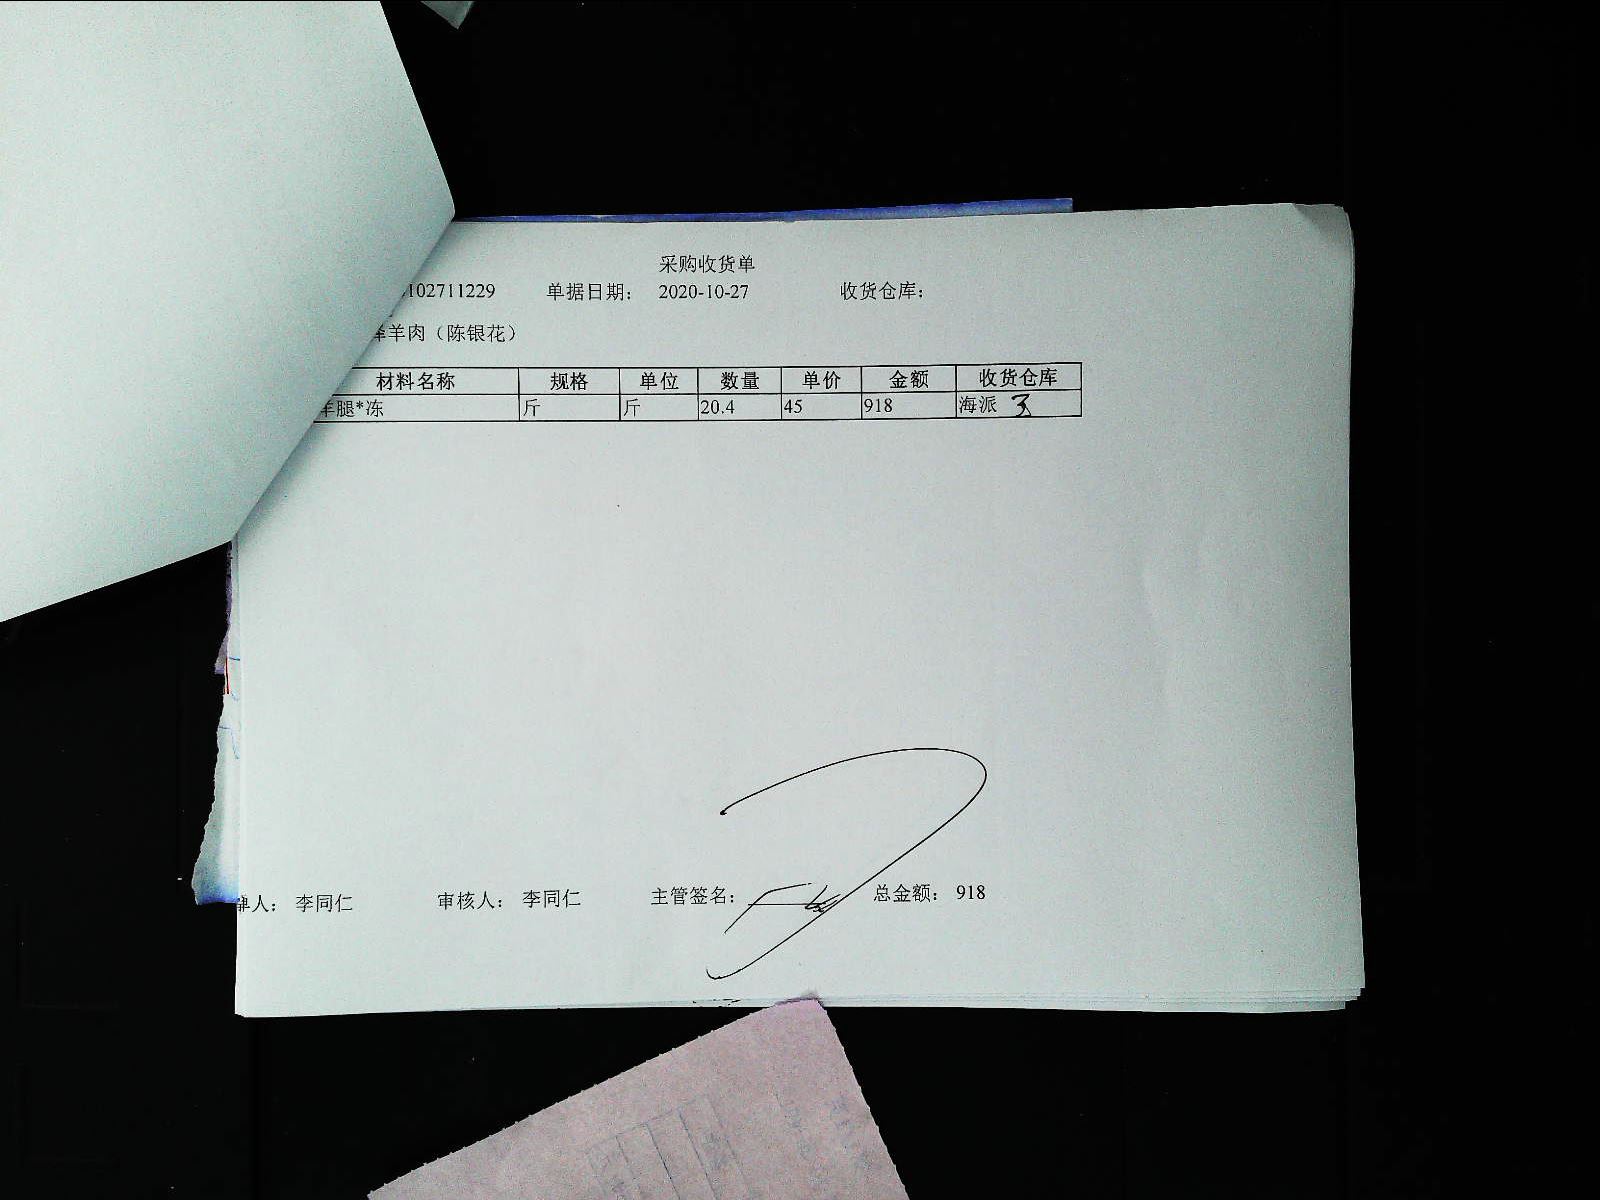 采购收货单
102711229 单据日期： 2020-10-27 收货仓库：
羊肉（陈银花）
材料名称 规格 单位 数量 单价 金额 收货仓库
羊腿*冻 斤 斤 20.4 45 918 海派
单人： 李同仁 审核人： 李同仁 主管签名： 总金额： 918